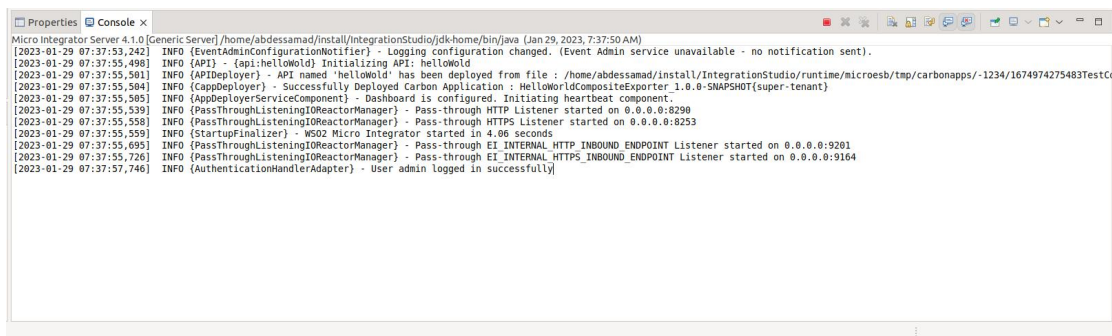 Properties Console
Micro Integrator Server 4.1.0 [Generic Server] /home/abdessamad/install/IntegrationStudio/jdk-home/bin/java (Jan 29, 2023, 7:37:50 AM)
[2023-01-29 07:37:53,242] INFO {EventAdminConfigurationNotifier} - Logging configuration changed. (Event Admin service unavailable - no notification sent).
[2023-01-29 07:37:55,498] INFO {API} - {api:helloWold} Initializing API: helloWold
[2023-01-29 07:37:55,501] INFO {APIDeployer} - API named 'helloWold' has been deployed from file : /home/abdessamad/install/IntegrationStudio/runtime/microesb/tmp/carbonapps/-1234/1674974275483TestCo
[2023-01-29 07:37:55,504] INFO {CappDeployer} - Successfully Deployed Carbon Application : HelloWorldCompositeExporter_1.0.0-SNAPSHOT{super-tenant}
[2023-01-29 07:37:55,505] INFO {AppDeployerServiceComponent} - Dashboard is configured. Initiating heartbeat component.
[2023-01-29 07:37:55,539] INFO {PassThroughListeningIOReactorManager} - Pass-through HTTP Listener started on 0.0.0.0:8290
[2023-01-29 07:37:55,558] INFO {PassThroughListeningIOReactorManager} - Pass-through HTTPS Listener started on 0.0.0.0:8253
[2023-01-29 07:37:55,559] INFO {StartupFinalizer} - WSO2 Micro Integrator started in 4.06 seconds
[2023-01-29 07:37:55,695] INFO {PassThroughListeningIOReactorManager} - Pass-through EI_INTERNAL_HTTP_INBOUND_ENDPOINT Listener started on 0.0.0.0:9201
[2023-01-29 07:37:55,726] INFO {PassThroughListeningIOReactorManager} - Pass-through EI_INTERNAL_HTTPS_INBOUND_ENDPOINT Listener started on 0.0.0.0:9164
[2023-01-29 07:37:57,746] INFO {AuthenticationHandlerAdapter} - User admin logged in successfully